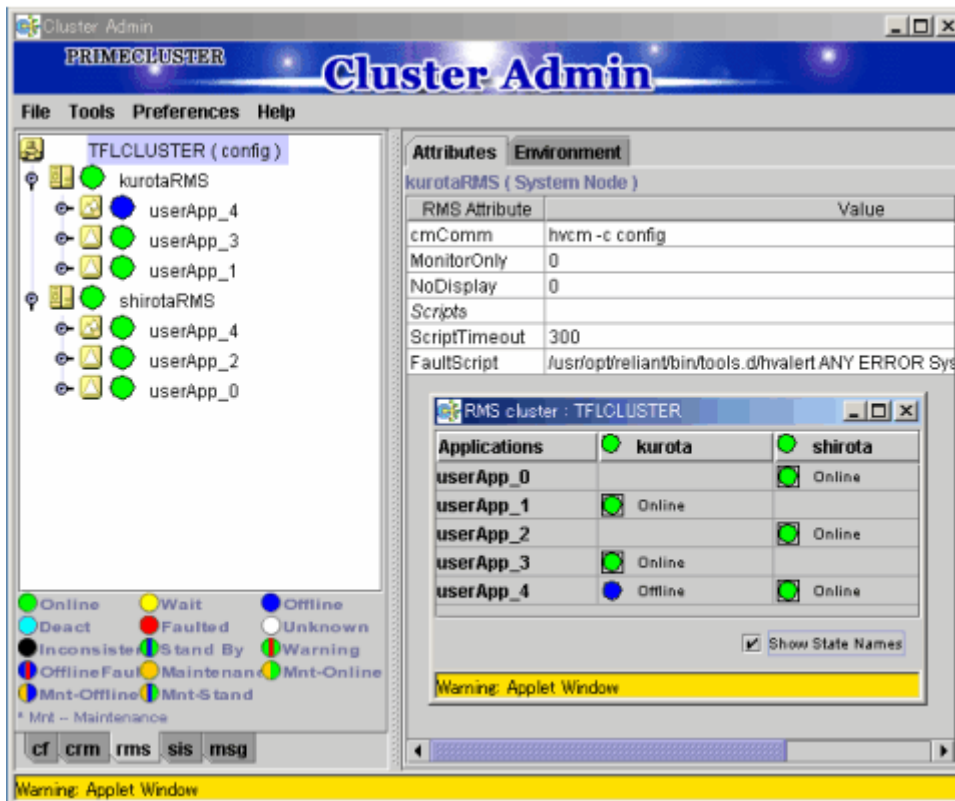 Cluster Admin
PRIMECLUSTER
Cluster Admin
File Tools Preferences Help
TFLCLUSTER ( config )
kurotaRMS
userApp_4
userApp_3
userApp_1
shirotaRMS
userApp_4
userApp_2
userApp_0
Online Wait Offline
Deact Faulted Unknown
Inconsister Stand By Warning
OfflineFaul Maintenanc Mnt-Online
Mnt-Offline Mnt-Stand
* Mnt -- Maintenance
cf crm rms sis msg
Attributes Environment
kurotaRMS ( System Node )
RMS Attribute Value
cmComm hvcm -c config
MonitorOnly 0
NoDisplay 0
Scripts
ScriptTimeout 300
FaultScript /usr/opt/reliant/bin/tools.d/hvalert ANY ERROR Sys
RMS cluster : TFLCLUSTER
Applications kurota shirota
userApp_0 Online
userApp_1 Online
userApp_2 Online
userApp_3 Online
userApp_4 Offline Online
Show State Names
Warning: Applet Window
Warning: Applet Window